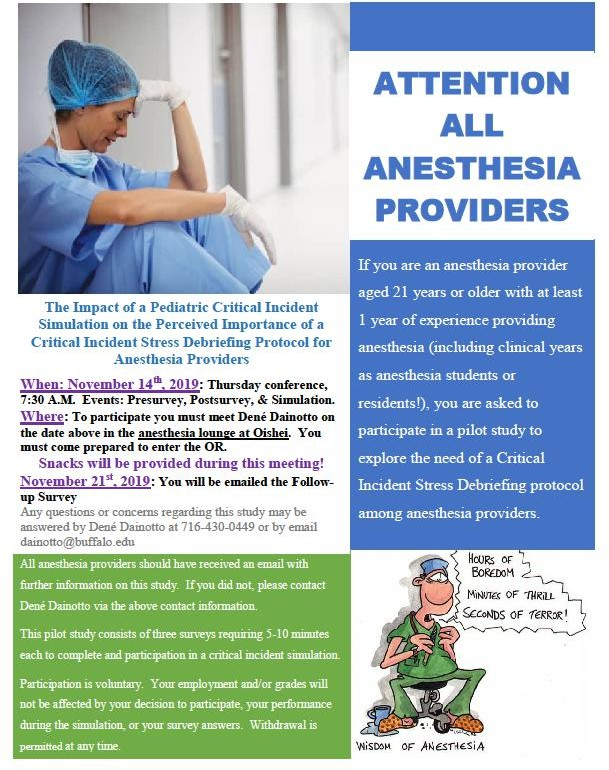 ATTENTION
ALL
ANESTHESIA
PROVIDERS
If you are an anesthesia provider
aged 21 years or older with at least
1 year of experience providing
anesthesia (including clinical years
as anesthesia students or
residents!), you are asked to
participate in a pilot study to
explore the need of a Critical
Incident Stress Debriefing protocol
among anesthesia providers.
The Impact of a Pediatric Critical Incident
Simulation on the Perceived Importance of a
Critical Incident Stress Debriefing Protocol for
Anesthesia Providers
When: November 14th, 2019: Thursday conference,
7:30 A.M. Events: Presurvey, Postsurvey, & Simulation.
Where: To participate you must meet Dené Dainotto on
the date above in the anesthesia lounge at Oishei. You
must come prepared to enter the OR.
Snacks will be provided during this meeting!
November 21st, 2019: You will be emailed the Follow-
up Survey
Any questions or concerns regarding this study may be
answered by Dené Dainotto at 716-430-0449 or by email
dainotto@buffalo.edu
All anesthesia providers should have received an email with
further information on this study. If you did not, please contact
Dené Dainotto via the above contact information.
This pilot study consists of three surveys requiring 5-10 minutes
each to complete and participation in a critical incident simulation.
Participation is voluntary. Your employment and/or grades will
not be affected by your decision to participate, your performance
during the simulation, or your survey answers. Withdrawal is
permitted at any time.
HOURS OF
BOREDOM
MINUTES OF THRILL
SECONDS OF TERROR!
WISDOM OF ANESTHESIA